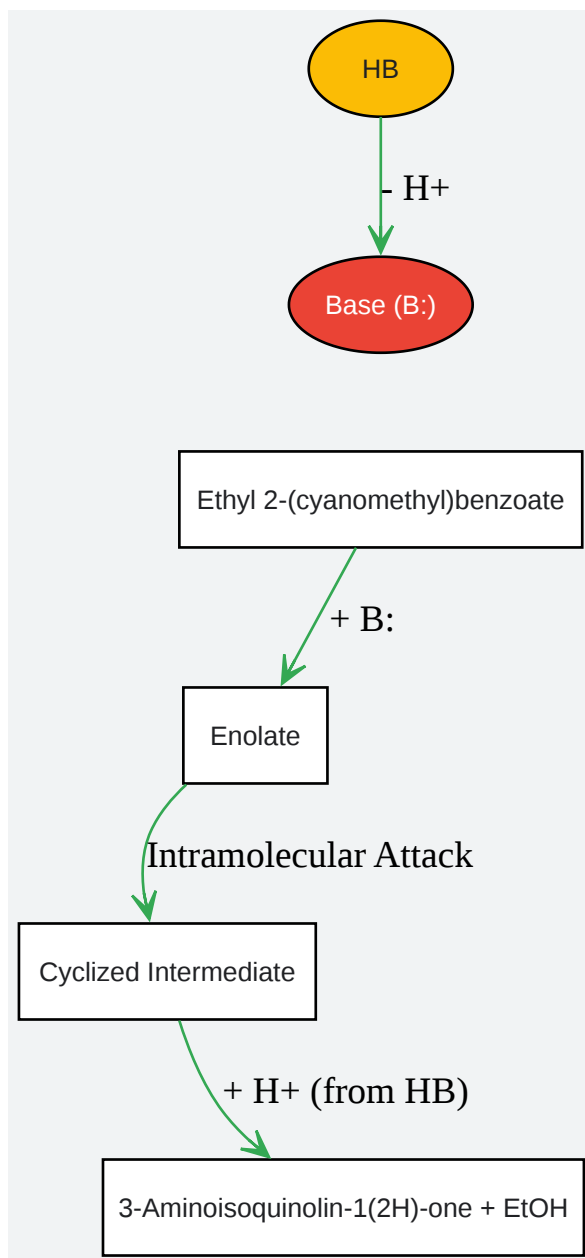 HB
- H+
Base (B:)
Ethyl 2-(cyanomethyl)benzoate
+ B:
Enolate
Intramolecular Attack
Cyclized Intermediate
+ H+ (from HB)
3-Aminoisoquinolin-1(2H)-one + EtOH